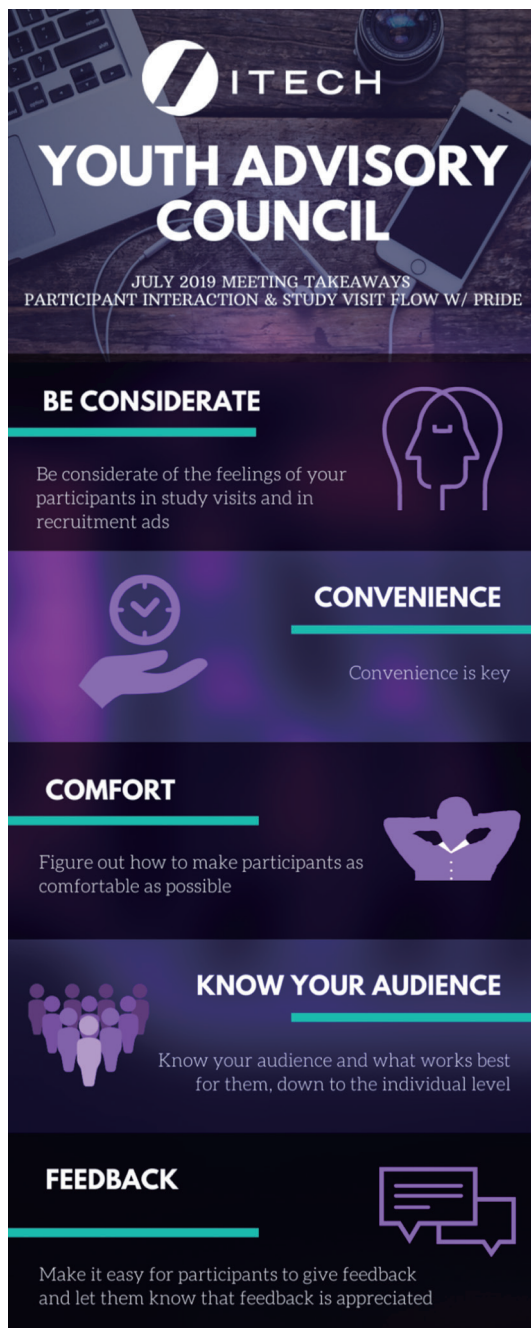 ITECH
YOUTH ADVISORY
COUNCIL
JULY 2019 MEETING TAKEAWAYS
PARTICIPANT INTERACTION & STUDY VISIT FLOW W/ PRIDE
BE CONSIDERATE
Be considerate of the feelings of your
participants in study visits and in
recruitment ads
CONVENIENCE
Convenience is key
COMFORT
Figure out how to make participants as
comfortable as possible
KNOW YOUR AUDIENCE
Know your audience and what works best
for them, down to the individual level
FEEDBACK
Make it easy for participants to give feedback
and let them know that feedback is appreciated